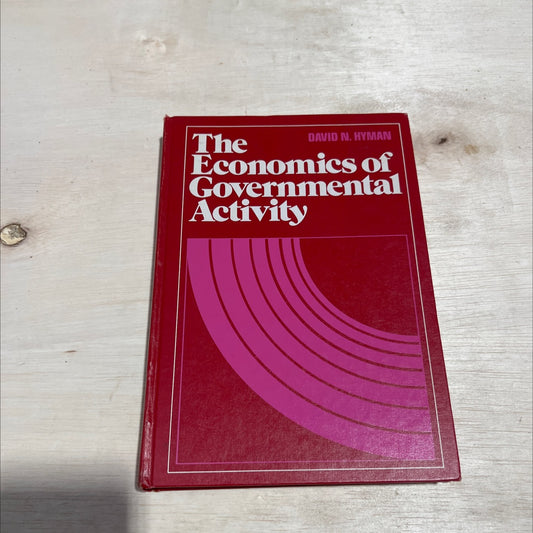 DAVID N. HYMAN
The
Economics of
Governmental
Activity